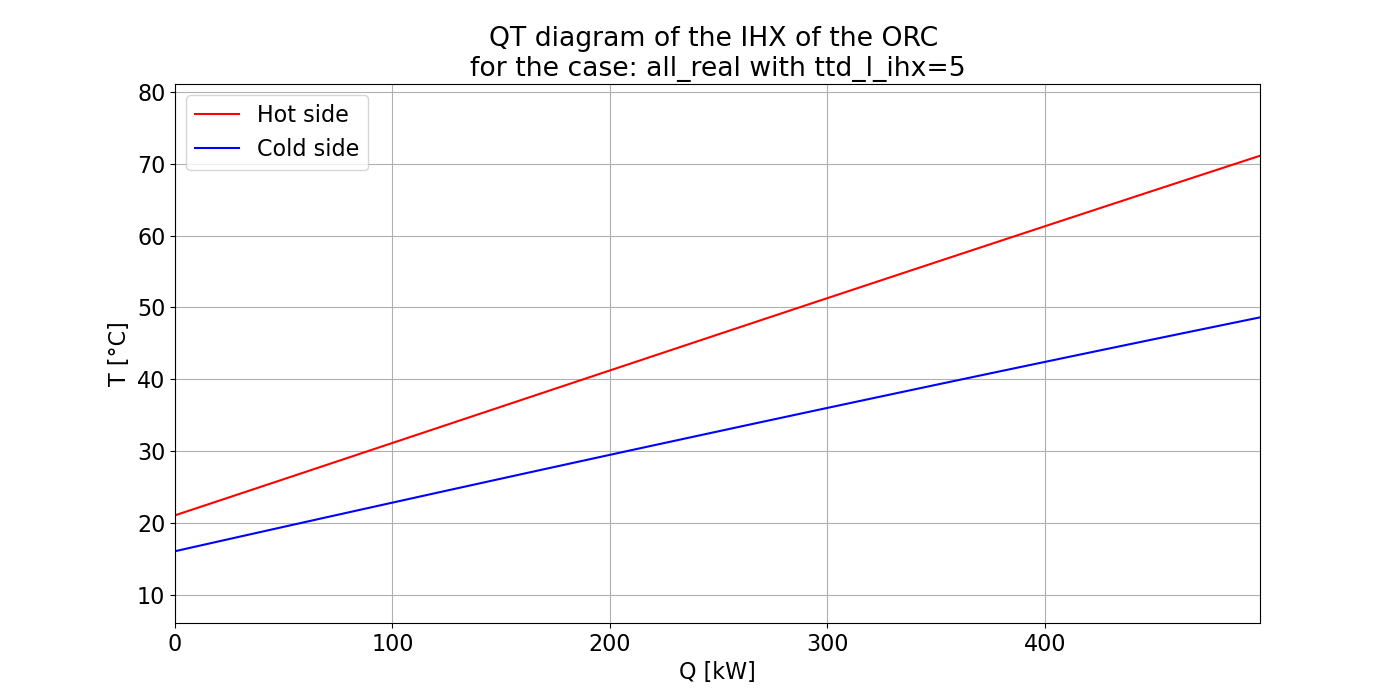 QT diagram of the IHX of the ORC
for the case: all_real with ttd_l_ihx=5
Hot side
Cold side
T [°C]
80
70
60
50
40
30
20
10
0
100
200
300
400
Q [kW]